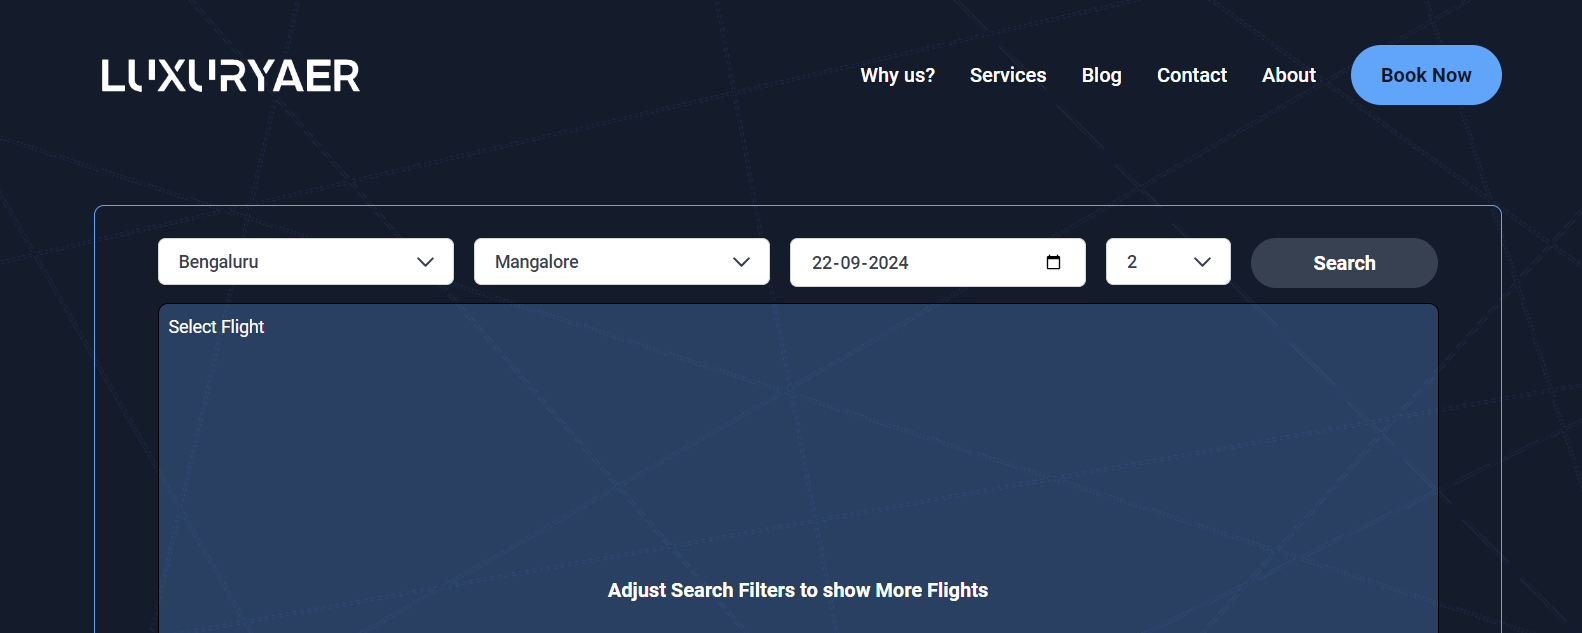 LUXURYAER
Why us? Services Blog Contact About Book Now
Bengaluru Mangalore 22-09-2024 2 Search
Select Flight
Adjust Search Filters to show More Flights